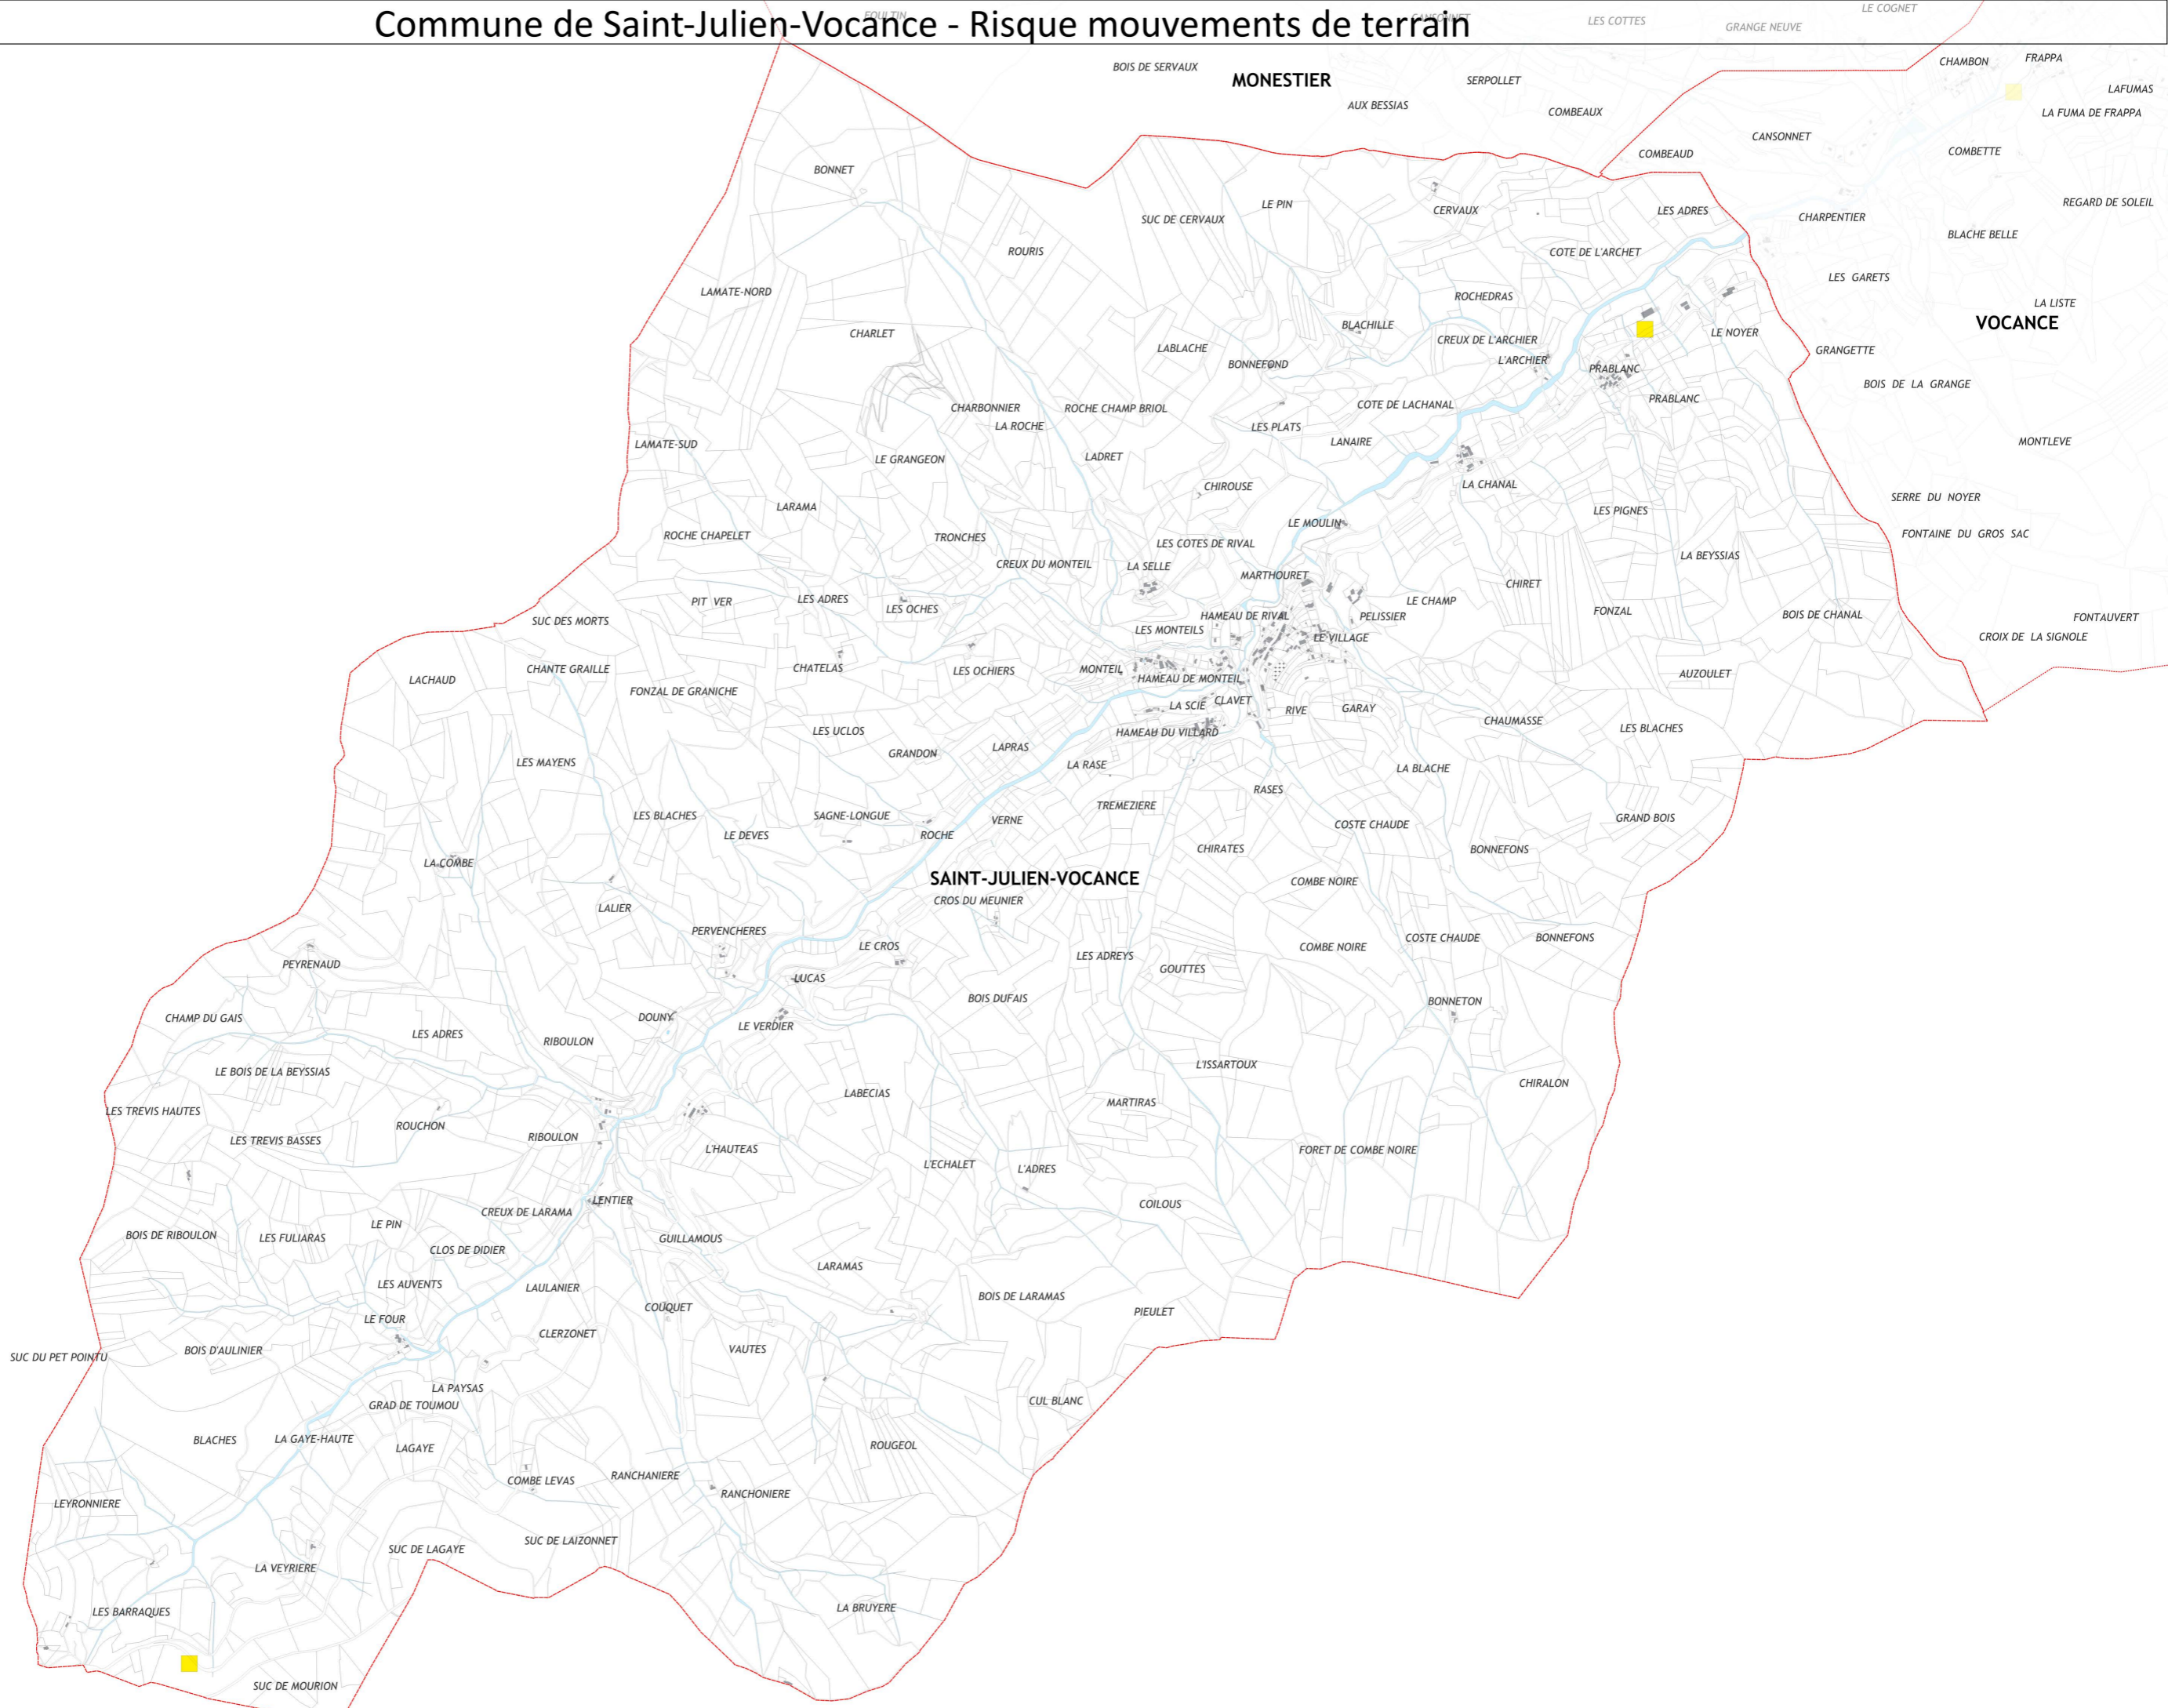 Commune de Saint-Julien-Vocance - Risque mouvements de terrain
FOULTIN
CANSONNET
LES COTTES
GRANGE NEUVE
LE COGNET
BOIS DE SERVAUX
MONESTIER
SERPOLLET
AUX BESSIAS
COMBEAUX
CHAMBON
FRAPPA
LAFUMAS
LA FUMA DE FRAPPA
CANSONNET
COMBEAUD
COMBETTE
BONNET
SUC DE CERVAUX
LE PIN
CERVAUX
LES ADRES
CHARPENTIER
REGARD DE SOLEIL
BLACHE BELLE
ROURIS
COTE DE L'ARCHET
LES GARETS
LAMATE-NORD
ROCHEDRAS
LA LISTE
VOCANCE
CHARLET
BLACHILLE
LE NOYER
LABLACHE
CREUX DE L'ARCHIER
GRANGETTE
BONNEFOND
L'ARCHIER
PRABLANC
BOIS DE LA GRANGE
CHARBONNIER
ROCHE CHAMP BRIOL
COTE DE LACHANAL
PRABLANC
LA ROCHE
LES PLATS
LAMATE-SUD
LANAIRE
MONTLEVE
LE GRANGEON
LADRET
CHIROUSE
LA CHANAL
SERRE DU NOYER
LARAMA
LES PIGNES
LE MOULIN
ROCHE CHAPELET
TRONCHES
LES COTES DE RIVAL
FONTAINE DU GROS SAC
CREUX DU MONTEIL
LA SELLE
LA BEYSSIAS
MARTHOURET
CHIRET
PIT VER
LES ADRES
LES OCHES
LE CHAMP
FONZAL
BOIS DE CHANAL
SUC DES MORTS
HAMEAU DE RIVAL
PELISSIER
FONTAUVERT
LES MONTEILS
LE VILLAGE
CROIX DE LA SIGNOLE
CHANTE GRAILLE
CHATELAS
LES OCHIERS
MONTEIL
HAMEAU DE MONTEIL
AUZOULET
LACHAUD
FONZAL DE GRANICHE
LA SCIE
CLAVET
RIVE
GARAY
CHAUMASSE
LES BLACHES
LES UCLOS
HAMEAU DU VILLARD
GRANDON
LAPRAS
LES MAYENS
LA RASE
LA BLACHE
RASES
TREMEZIERE
LES BLACHES
SAGNE-LONGUE
VERNE
GRAND BOIS
LE DEVES
ROCHE
COSTE CHAUDE
LA COMBE
CHIRATES
BONNEFONS
SAINT-JULIEN-VOCANCE
COMBE NOIRE
CROS DU MEUNIER
LALIER
PERVENCHERES
LE CROS
COMBE NOIRE
COSTE CHAUDE
BONNEFONS
PEYRENAUD
LES ADREYS
GOUTTES
LUCAS
BOIS DUFAIS
BONNETON
CHAMP DU GAIS
DOUNY
LE VERDIER
LES ADRES
RIBOULON
L'ISSARTOUX
LE BOIS DE LA BEYSSIAS
CHIRALON
LABECIAS
LES TREVIS HAUTES
MARTIRAS
ROUCHON
RIBOULON
LES TREVIS BASSES
L'HAUTEAS
FORET DE COMBE NOIRE
L'ECHALET
L'ADRES
LENTIER
COILOUS
CREUX DE LARAMA
LE PIN
BOIS DE RIBOULON
LES FULIARAS
GUILLAMOUS
CLOS DE DIDIER
LARAMAS
LES AUVENTS
LAULANIER
BOIS DE LARAMAS
COUQUET
PIEULET
LE FOUR
CLERZONET
BOIS D'AULINIER
VAUTES
SUC DU PET POINTU
LA PAYSAS
GRAD DE TOUMOU
CUL BLANC
BLACHES
LA GAYE-HAUTE
LAGAYE
ROUGEOL
COMBE LEVAS
RANCHANIERE
RANCHONIERE
LEYRONNIERE
SUC DE LAGAYE
SUC DE LAIZONNET
LA VEYRIERE
LES BARRAQUES
LA BRUYERE
SUC DE MOURION